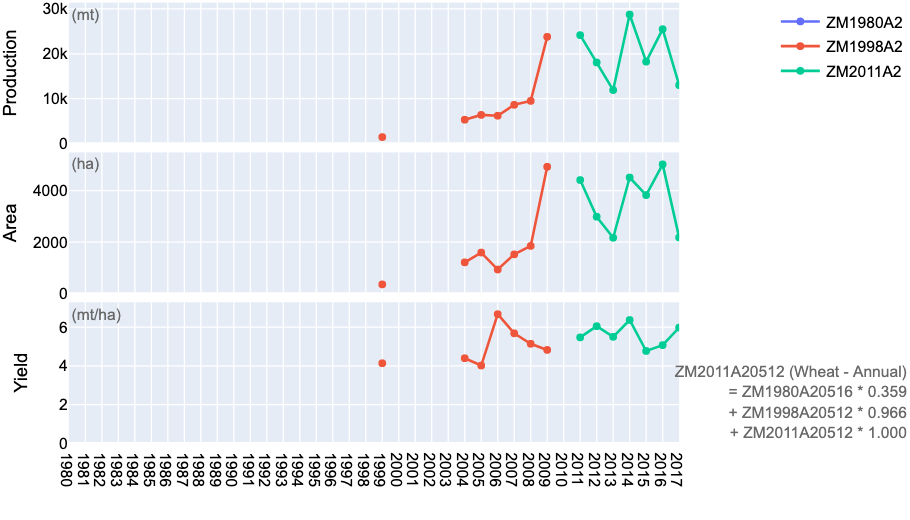 Production
30k
20k
10k
0
(mt)
ZM1980A2
ZM1998A2
ZM2011A2
Area
4000
2000
0
(ha)
Yield
6
4
2
0
(mt/ha)
ZM2011A20512 (Wheat - Annual)
= ZM1980A20516 * 0.359
+ ZM1998A20512 * 0.966
+ ZM2011A20512 * 1.000
1980
1981
1982
1983
1984
1985
1986
1987
1988
1989
1990
1991
1992
1993
1994
1995
1996
1997
1998
1999
2000
2001
2002
2003
2004
2005
2006
2007
2008
2009
2010
2011
2012
2013
2014
2015
2016
2017